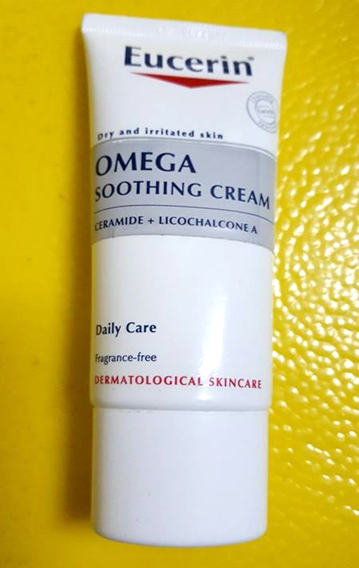 Eucerin®
Dry and irritated skin
OMEGA
SOOTHING CREAM
CERAMIDE + LICOCHALCONE A
Daily Care
Fragrance-free
DERMATOLOGICAL SKINCARE